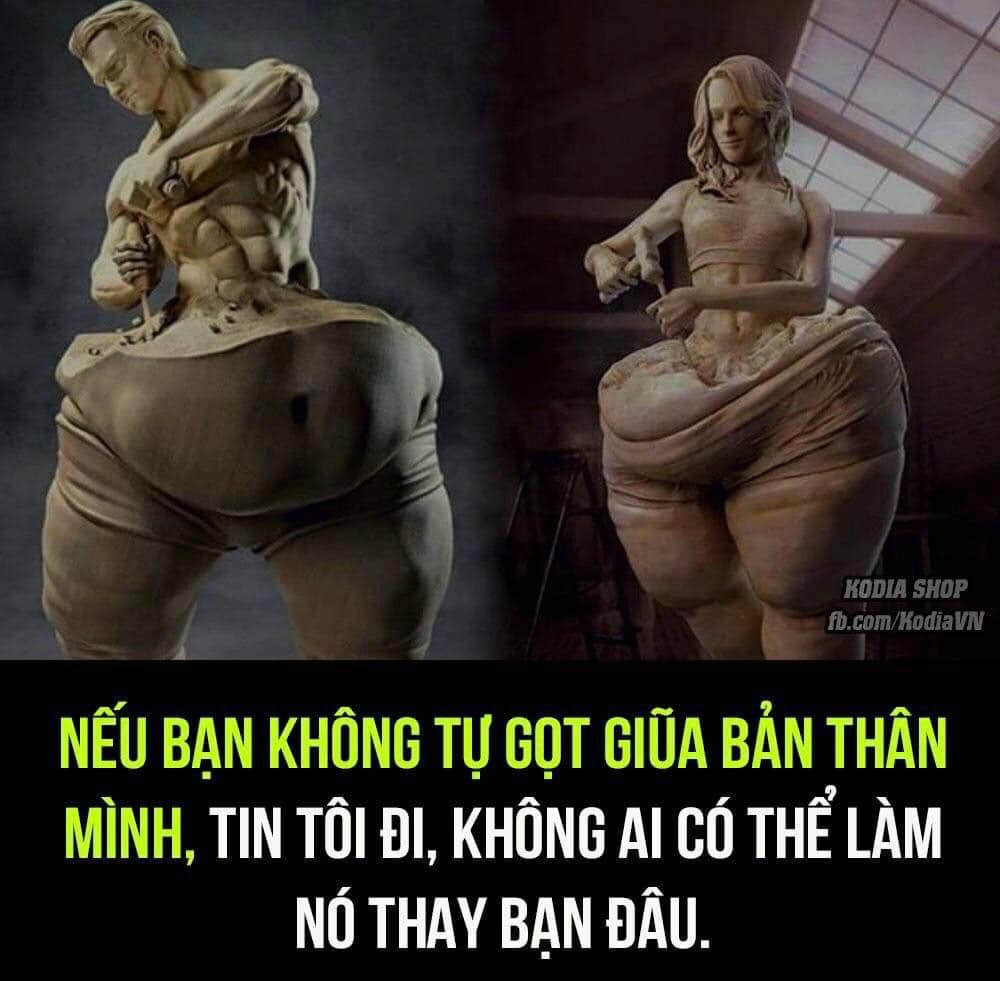 KODIA SHOP
fb.com/KodiaVN
NẾU BẠN KHÔNG TỰ GỌT GIŨA BẢN THÂN
MÌNH, TIN TÔI ĐI, KHÔNG AI CÓ THỂ LÀM
NÓ THAY BẠN ĐÂU.